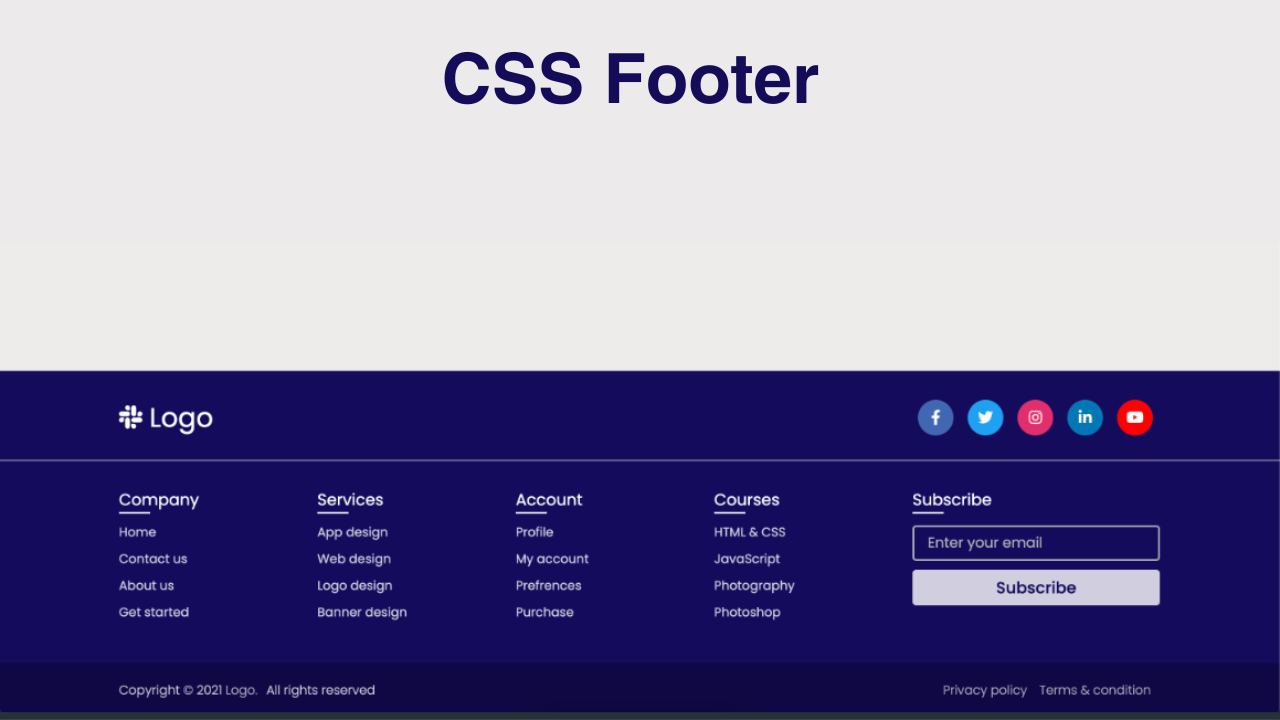 CSS Footer
Logo
Company
Home
Contact us
About us
Get started
Services
App design
Web design
Logo design
Banner design
Account
Profile
My account
Prefrences
Purchase
Courses
HTML & CSS
JavaScript
Photography
Photoshop
Subscribe
Enter your email
Subscribe
Copyright © 2021 Logo. All rights reserved
Privacy policy Terms & condition